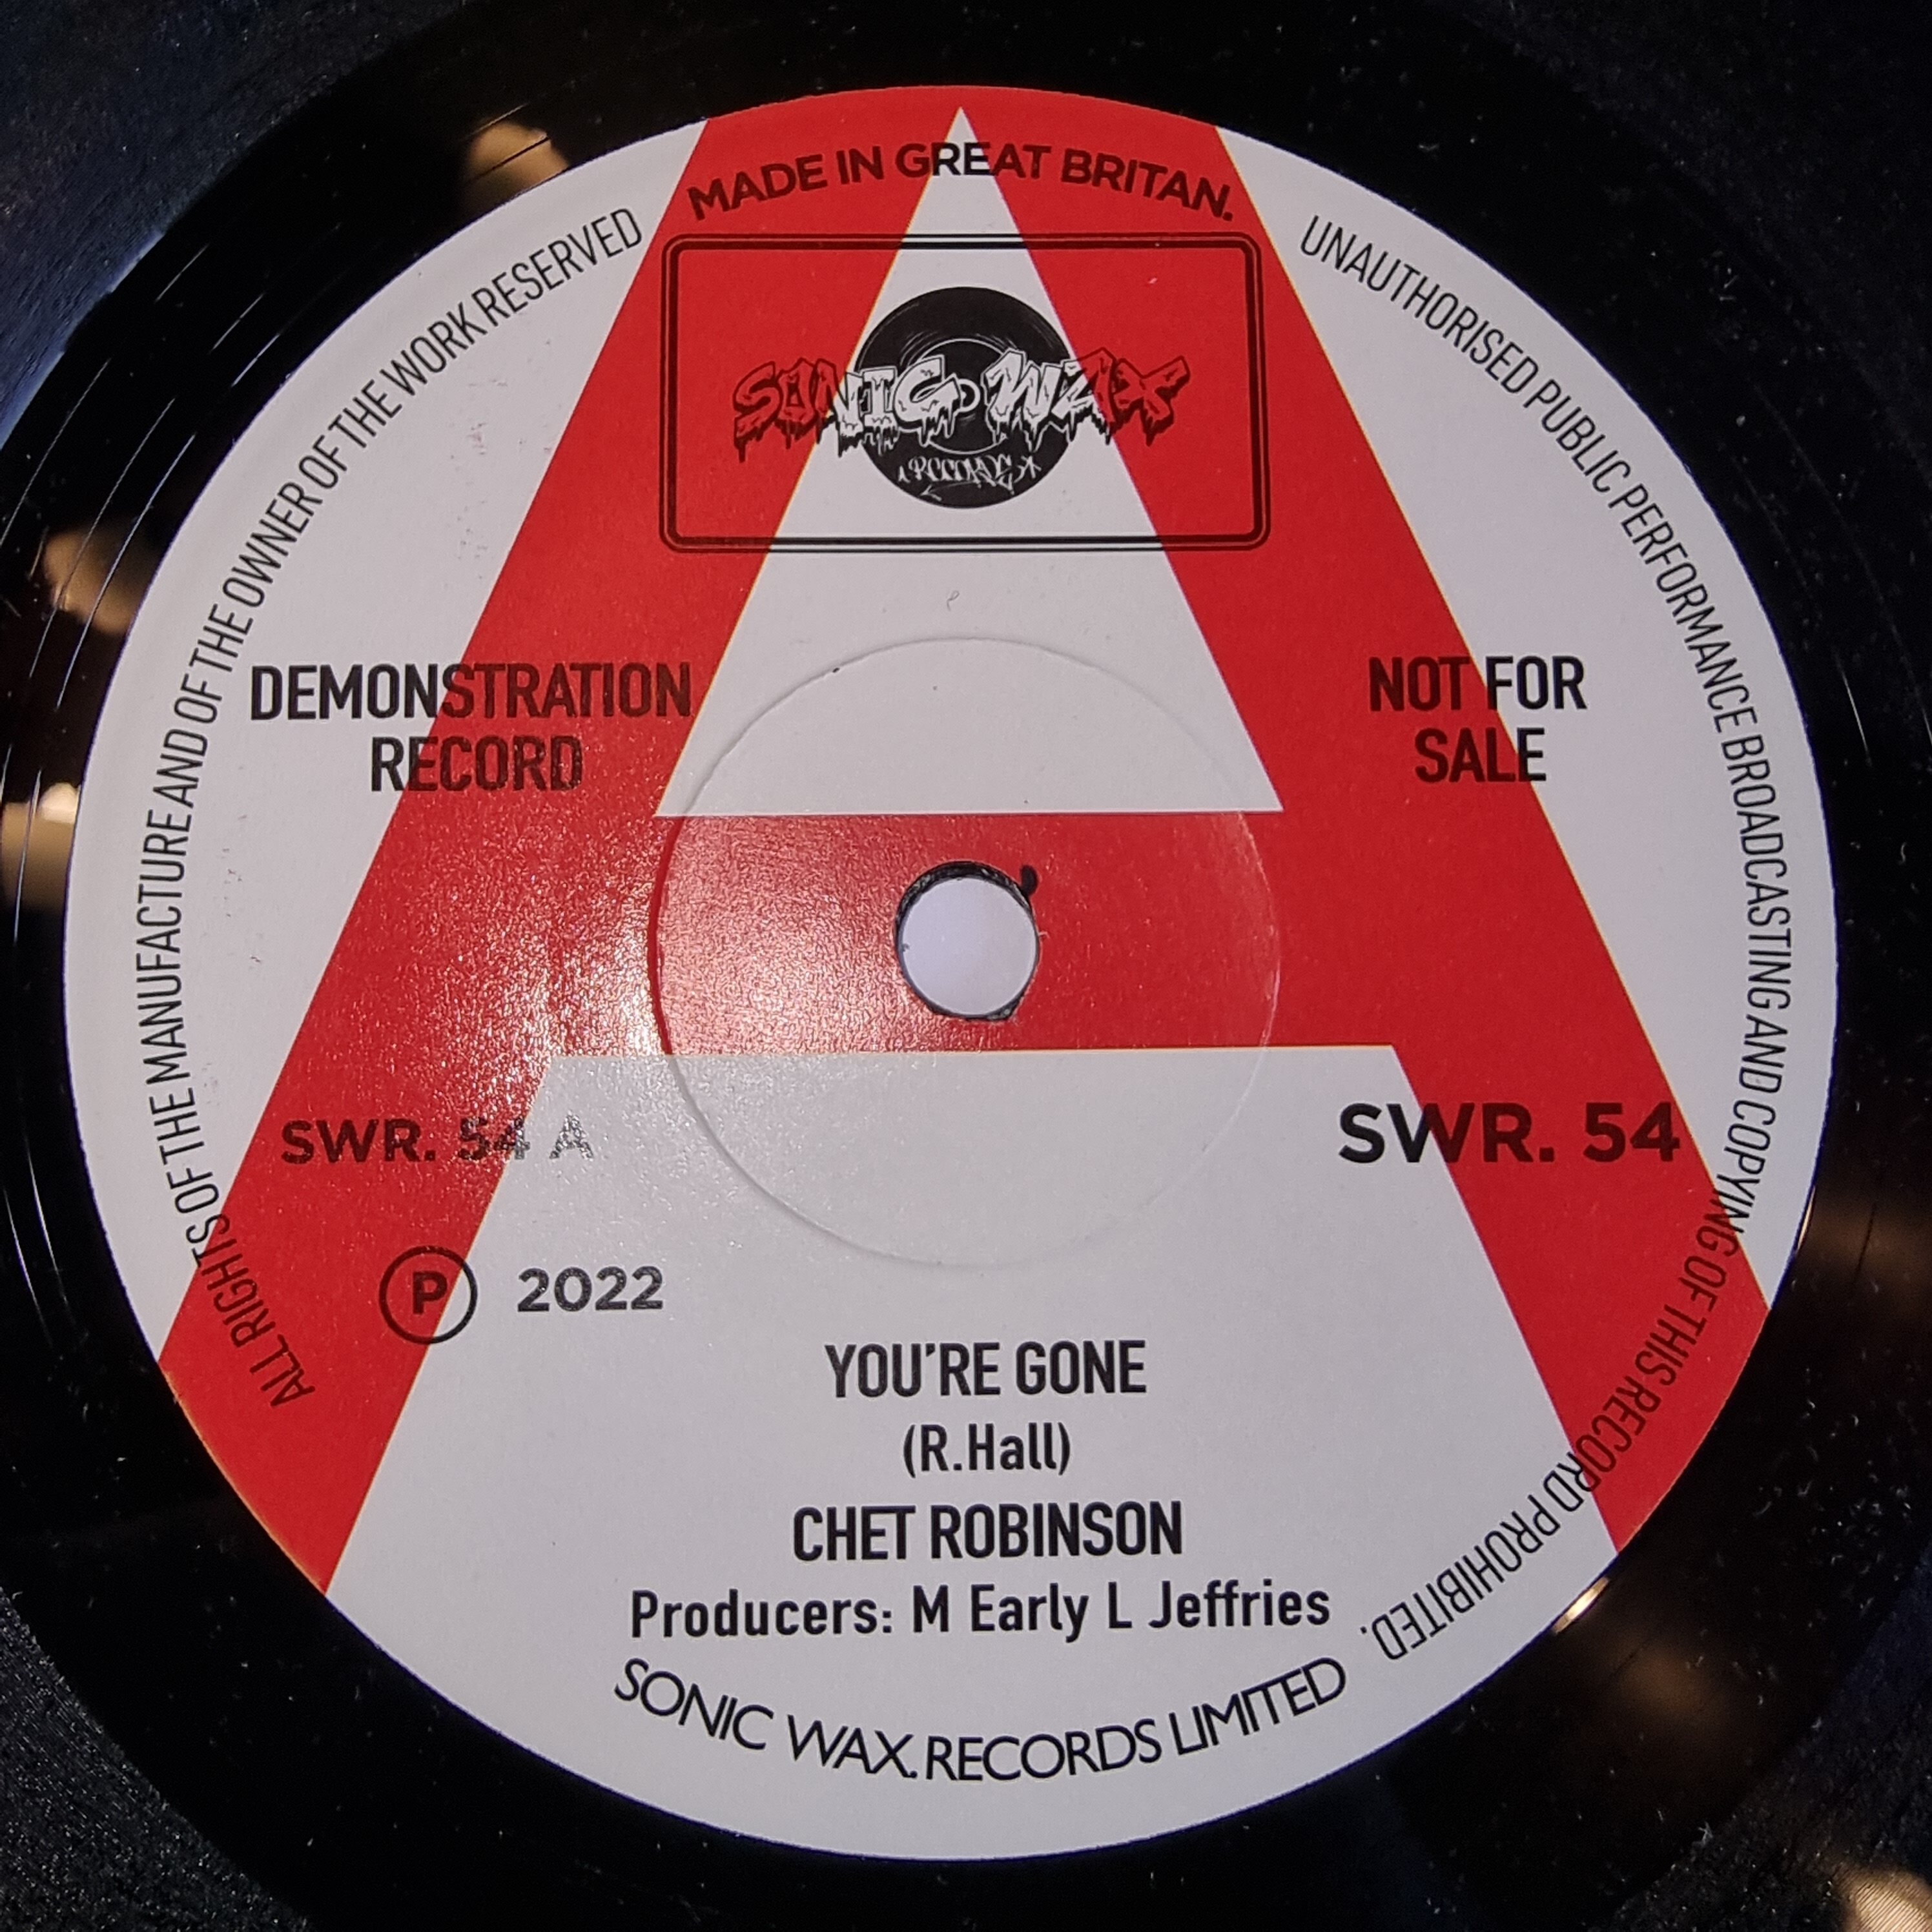 MADE IN GREAT BRITAN.
ALL RIGHTS OF THE MANUFACTURE AND OF THE OWNER OF THE WORK RESERVED
UNAUTHORISED PUBLIC PERFORMANCE BROADCASTING AND COPYING OF THIS RECORD PROHIBITED.
SONIC WAX
RECORDS
DEMONSTRATION
RECORD
NOT FOR
SALE
SWR. 54 A
SWR. 54
Ⓟ 2022
YOU'RE GONE
(R.Hall)
CHET ROBINSON
Producers: M Early L Jeffries
SONIC WAX.RECORDS LIMITED